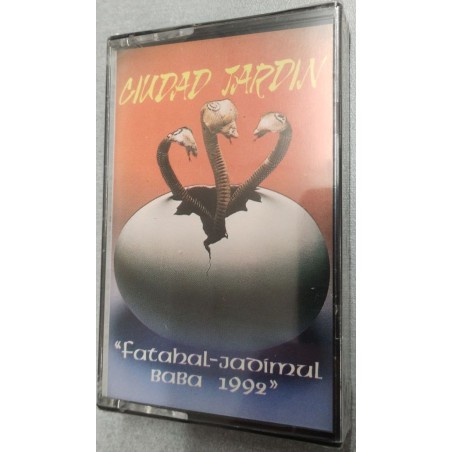 CIUDAD JARDIN
“fatahal-jadimul
baba 1992”